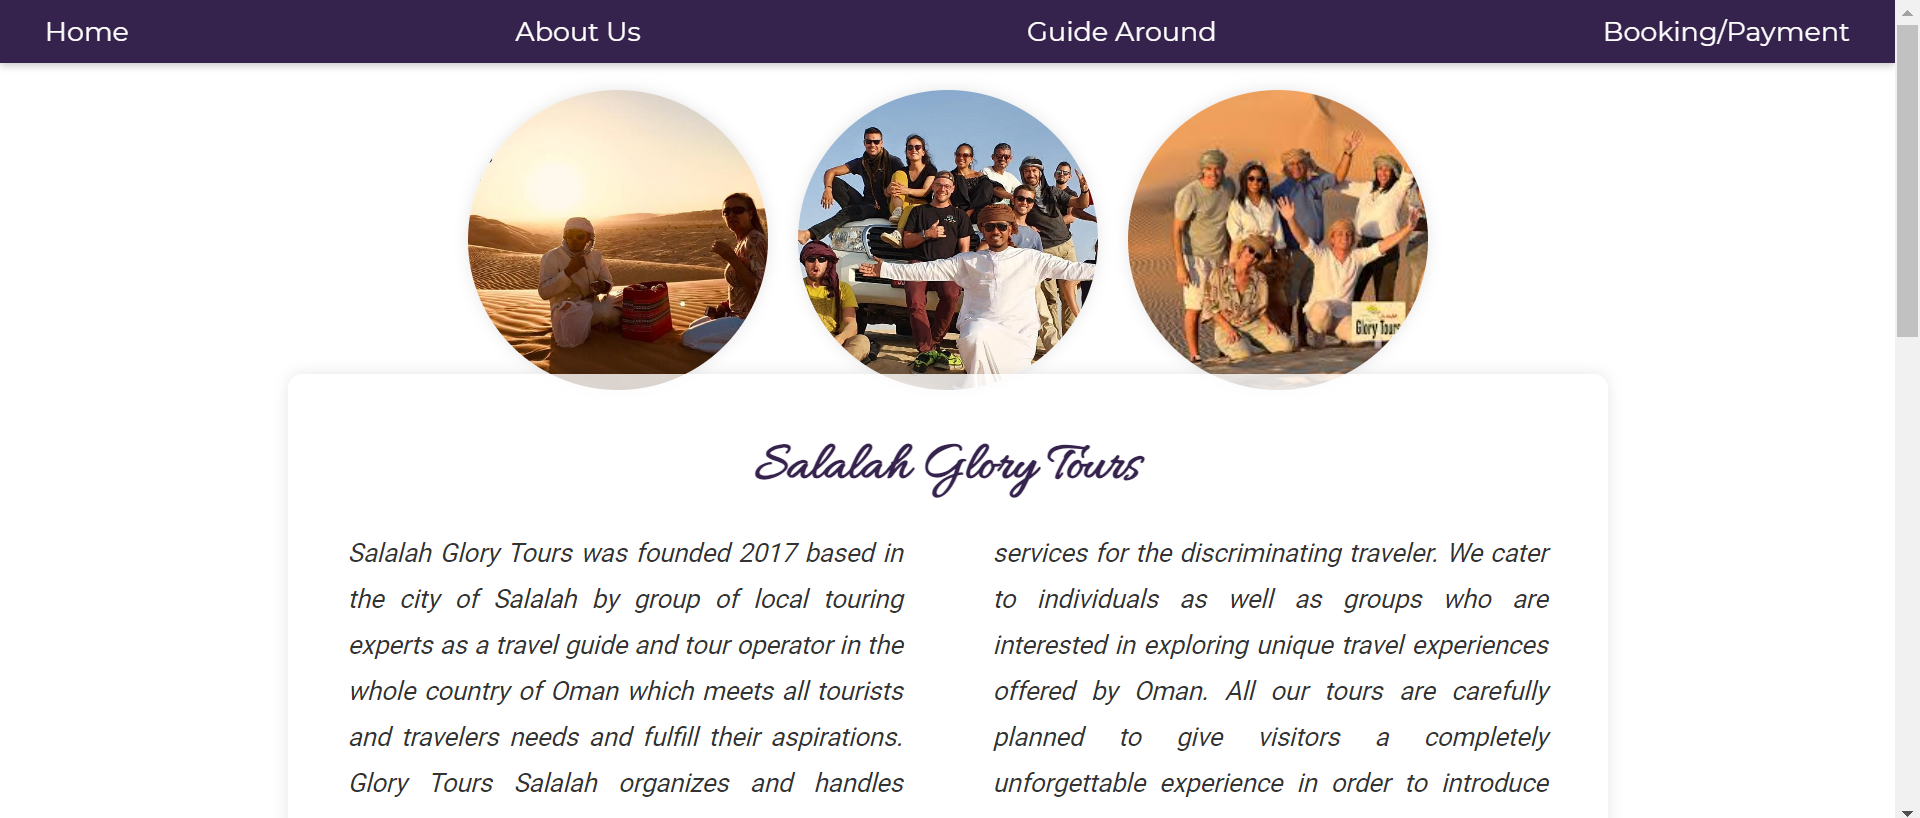 Home
About Us
Guide Around
Booking/Payment
Glory Tours
Salalah Glory Tours
Salalah Glory Tours was founded 2017 based in
the city of Salalah by group of local touring
experts as a travel guide and tour operator in the
whole country of Oman which meets all tourists
and travelers needs and fulfill their aspirations.
Glory Tours Salalah organizes and handles
services for the discriminating traveler. We cater
to individuals as well as groups who are
interested in exploring unique travel experiences
offered by Oman. All our tours are carefully
planned to give visitors a completely
unforgettable experience in order to introduce